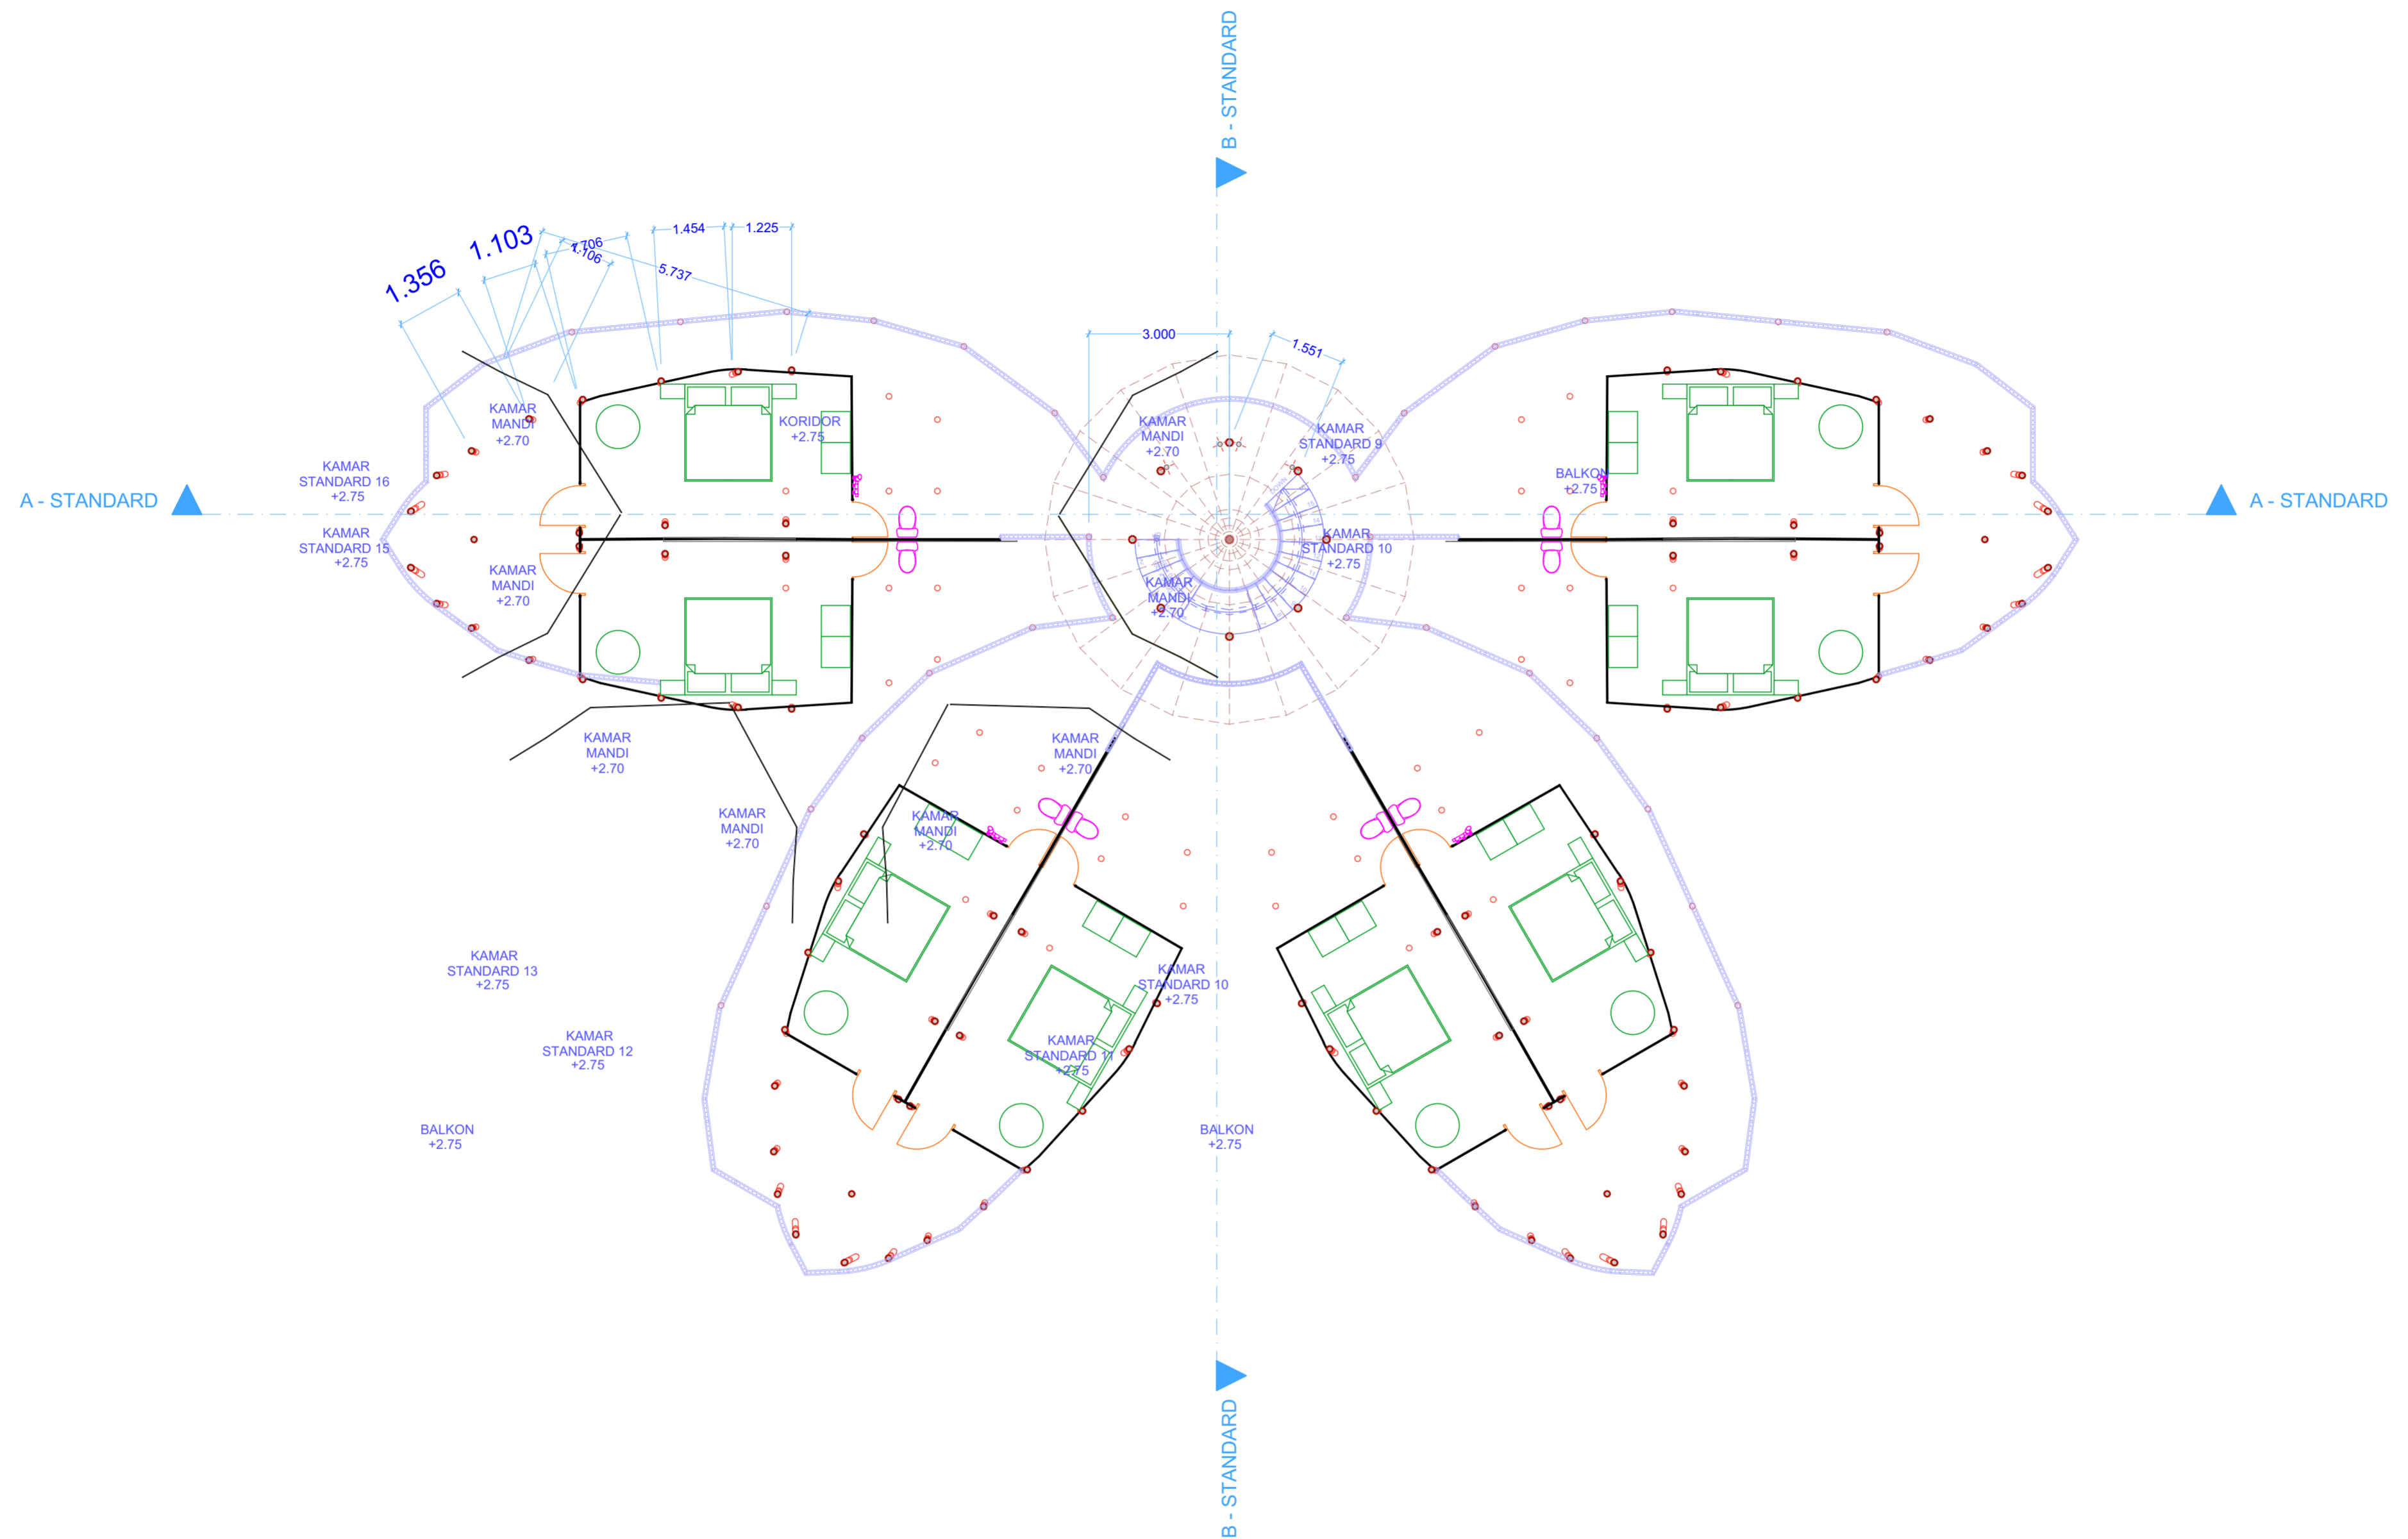 B - STANDARD
1.454
1.225
1.103
1.706
1.106
1.356
5.737
3.000
1.551
KAMAR
MANDI
+2.70
KORIDOR
+2.75
KAMAR
MANDI
+2.70
KAMAR
STANDARD 9
+2.75
KAMAR
STANDARD 16
+2.75
BALKON
+2.75
A - STANDARD
A - STANDARD
DOWN
KAMAR
STANDARD 15
+2.75
KAMAR
STANDARD 10
+2.75
KAMAR
MANDI
+2.70
KAMAR
MANDI
+2.70
KAMAR
MANDI
+2.70
KAMAR
MANDI
+2.70
KAMAR
MANDI
+2.70
KAMAR
MANDI
+2.70
KAMAR
STANDARD 13
+2.75
KAMAR
STANDARD 10
+2.75
KAMAR
STANDARD 12
+2.75
KAMAR
STANDARD 11
+2.75
BALKON
+2.75
BALKON
+2.75
B - STANDARD